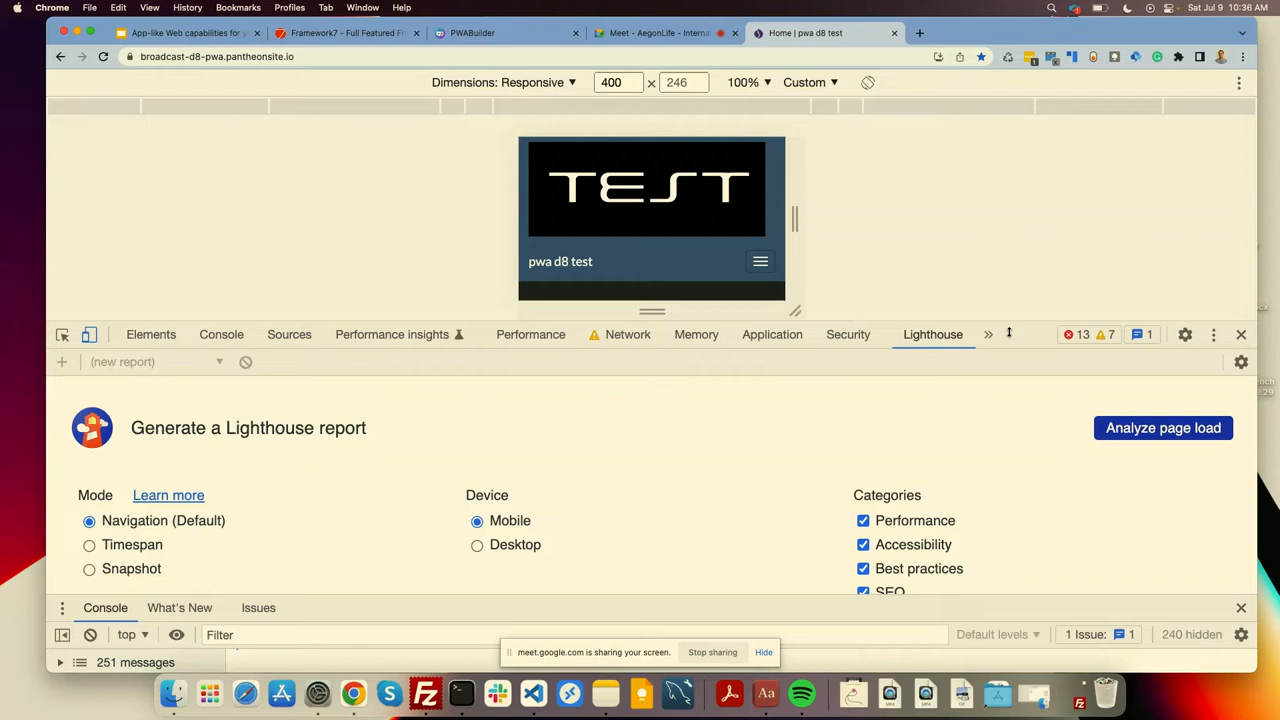 Chrome File Edit View History Bookmarks Profiles Tab Window Help Sat Jul 9 10:36 AM
App-like Web capabilities for y Framework7 - Full Featured Fr PWABuilder Meet - AegonLife - Interna Home | pwa d8 test
broadcast-d8-pwa.pantheonsite.io
Dimensions: Responsive 400 × 246 100% Custom
TEST
pwa d8 test
Elements Console Sources Performance insights Performance Network Memory Application Security Lighthouse » 13 7 1
(new report)
Generate a Lighthouse report Analyze page load
Mode Learn more Device Categories
Navigation (Default) Mobile Performance
Timespan Desktop Accessibility
Snapshot Best practices
SEO
Console What's New Issues
top Filter Default levels 1 Issue: 1 240 hidden
meet.google.com is sharing your screen. Stop sharing Hide
251 messages